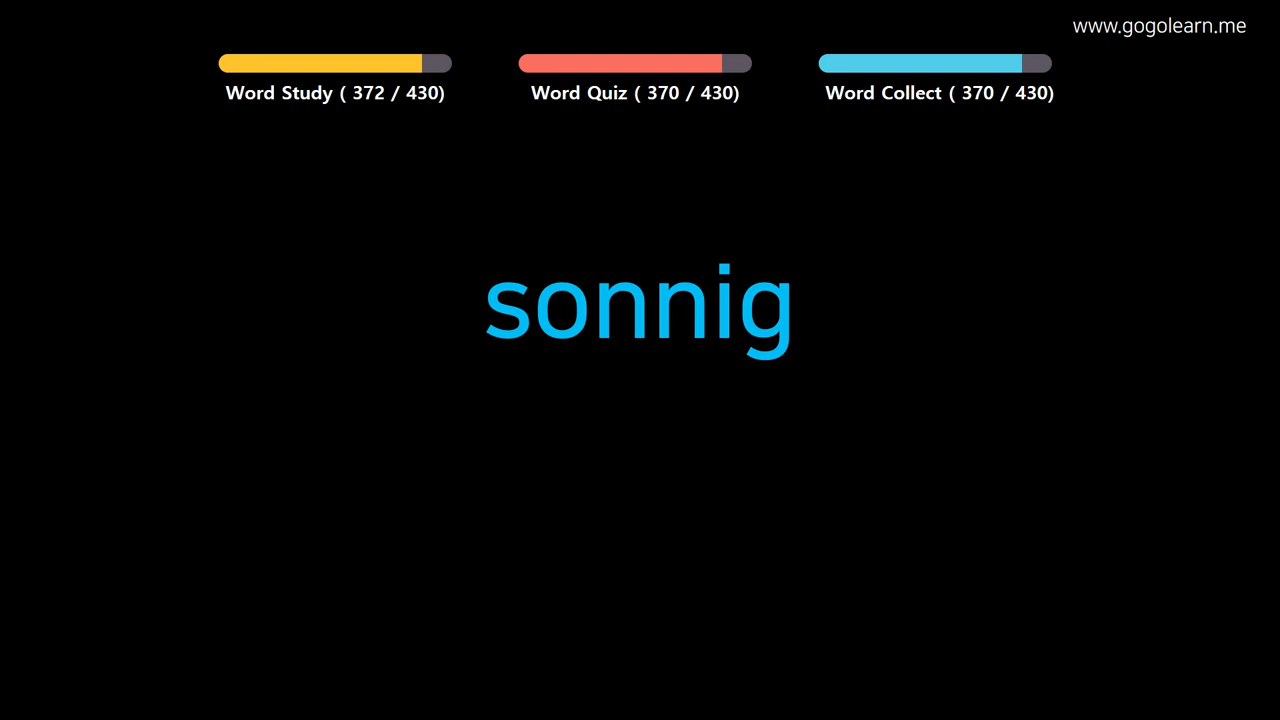 www.gogolearn.me
Word Study ( 372 / 430)
Word Quiz ( 370 / 430)
Word Collect ( 370 / 430)
sonnig